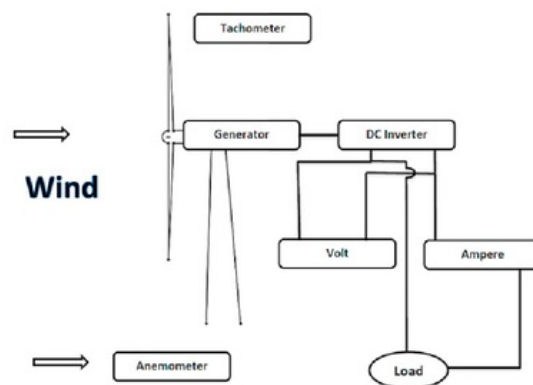 Tachometer
Generator
DC Inverter
Wind
Volt
Ampere
Anemometer
Load